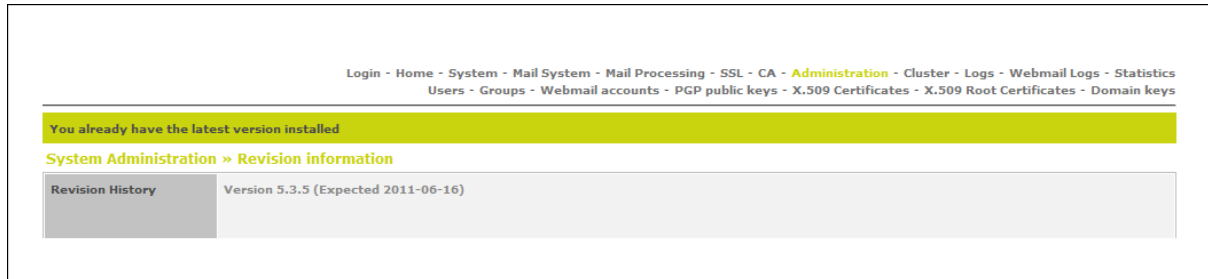 Login - Home - System - Mail System - Mail Processing - SSL - CA - Administration - Cluster - Logs - Webmail Logs - Statistics
Users - Groups - Webmail accounts - PGP public keys - X.509 Certificates - X.509 Root Certificates - Domain keys
You already have the latest version installed
System Administration » Revision information
Revision History Version 5.3.5 (Expected 2011-06-16)